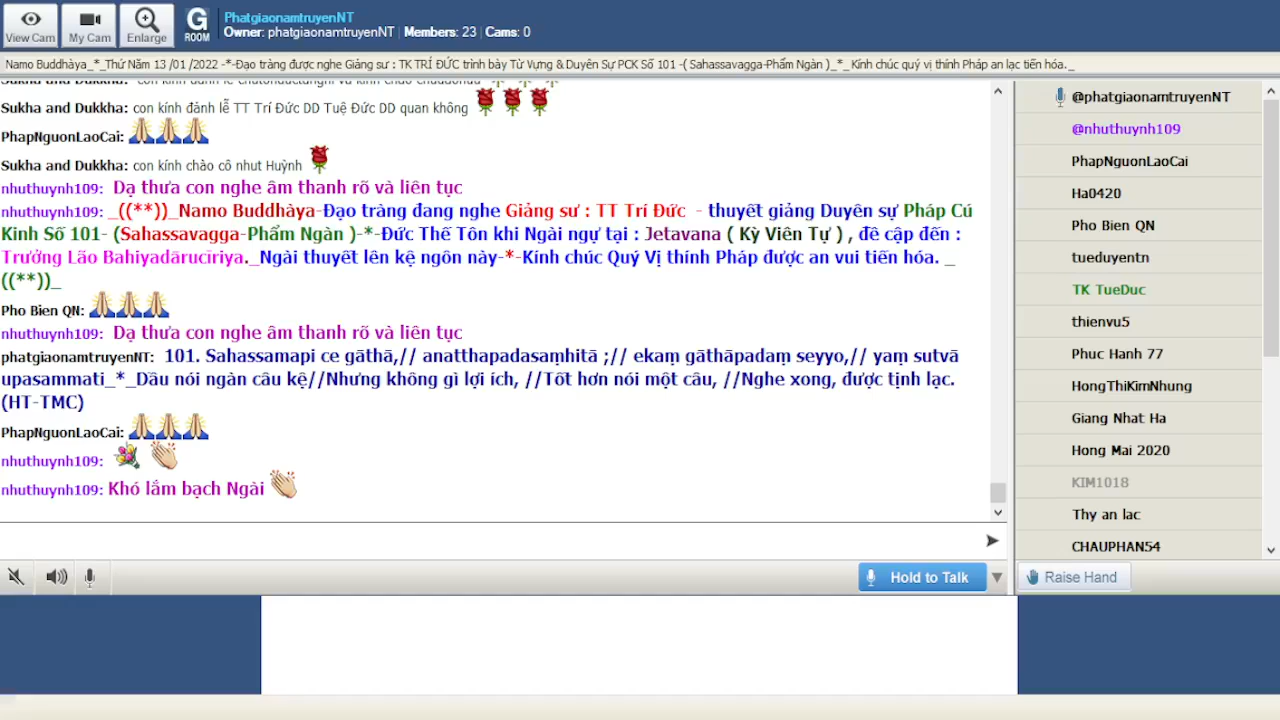 View Cam
My Cam
Enlarge
G
ROOM
PhatgiaonamtruyenNT
Owner: phatgiaonamtruyenNT | Members: 23 | Cams: 0
Namo Buddhàya_*_Thứ Năm 13 /01 /2022 -*-Đạo tràng được nghe Giảng sư : TK TRÍ ĐỨC trình bày Từ Vựng & Duyên Sự PCK Số 101 -( Sahassavagga-Phẩm Ngàn )_*_Kính chúc quý vị thính Pháp an lạc tiến hóa._
Sukha and Dukkha: con kính đảnh lễ TT Trí Đức DD Tuệ Đức DD quan không
PhapNguonLaoCai:
Sukha and Dukkha: con kính chào cô nhut Huỳnh
nhuthuynh109: Dạ thưa con nghe âm thanh rõ và liên tục
nhuthuynh109: _((**))_Namo Buddhàya-Đạo tràng đang nghe Giảng sư : TT Trí Đức - thuyết giảng Duyên sự Pháp Cú
Kinh Số 101- (Sahassavagga-Phẩm Ngàn )-*-Đức Thế Tôn khi Ngài ngự tại : Jetavana ( Kỳ Viên Tự ) , đề cập đến :
Trưởng Lão Bahiyadārucīriya._Ngài thuyết lên kệ ngôn này-*-Kính chúc Quý Vị thính Pháp được an vui tiến hóa. _
((**))_
Pho Bien QN:
nhuthuynh109: Dạ thưa con nghe âm thanh rõ và liên tục
phatgiaonamtruyenNT: 101. Sahassamapi ce gāthā,// anatthapadasaṃhitā ;// ekaṃ gāthāpadaṃ seyyo,// yaṃ sutvā
upasammati_*_Dầu nói ngàn câu kệ//Nhưng không gì lợi ích, //Tốt hơn nói một câu, //Nghe xong, được tịnh lạc.
(HT-TMC)
PhapNguonLaoCai:
nhuthuynh109:
nhuthuynh109: Khó lắm bạch Ngài
Hold to Talk
@phatgiaonamtruyenNT
@nhuthuynh109
PhapNguonLaoCai
Ha0420
Pho Bien QN
tueduyentn
TK TueDuc
thienvu5
Phuc Hanh 77
HongThiKimNhung
Giang Nhat Ha
Hong Mai 2020
KIM1018
Thy an lac
CHAUPHAN54
Raise Hand